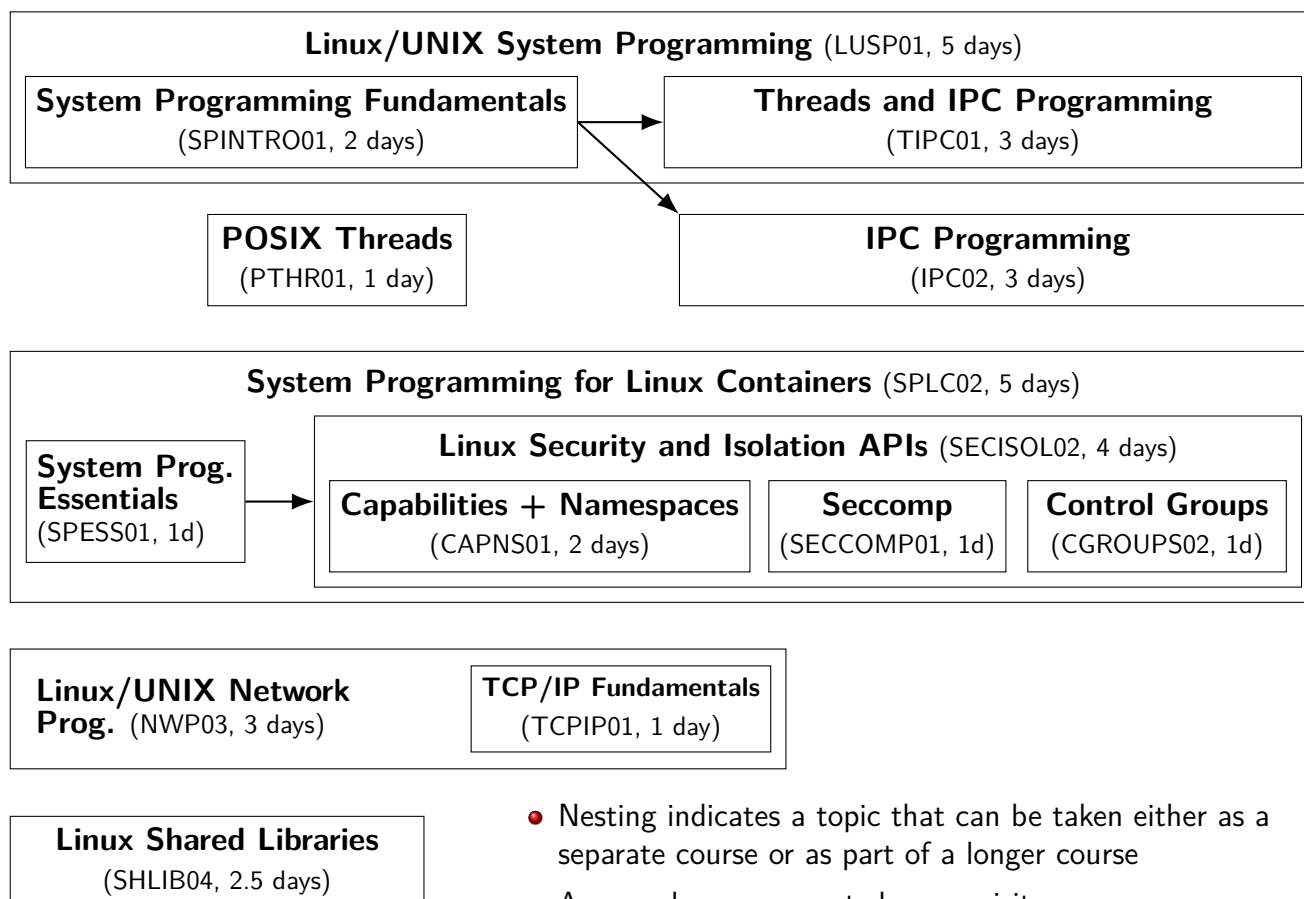 Linux/UNIX System Programming (LUSP01, 5 days)
System Programming Fundamentals
(SPINTRO01, 2 days)
Threads and IPC Programming
(TIPC01, 3 days)
POSIX Threads
(PTHR01, 1 day)
IPC Programming
(IPC02, 3 days)
System Programming for Linux Containers (SPLC02, 5 days)
System Prog.
Essentials
(SPESS01, 1d)
Linux Security and Isolation APIs (SECISOL02, 4 days)
Capabilities + Namespaces
(CAPNS01, 2 days)
Seccomp
(SECCOMP01, 1d)
Control Groups
(CGROUPS02, 1d)
Linux/UNIX Network
Prog. (NWP03, 3 days)
TCP/IP Fundamentals
(TCPIP01, 1 day)
Linux Shared Libraries
(SHLIB04, 2.5 days)
Nesting indicates a topic that can be taken either as a
separate course or as part of a longer course